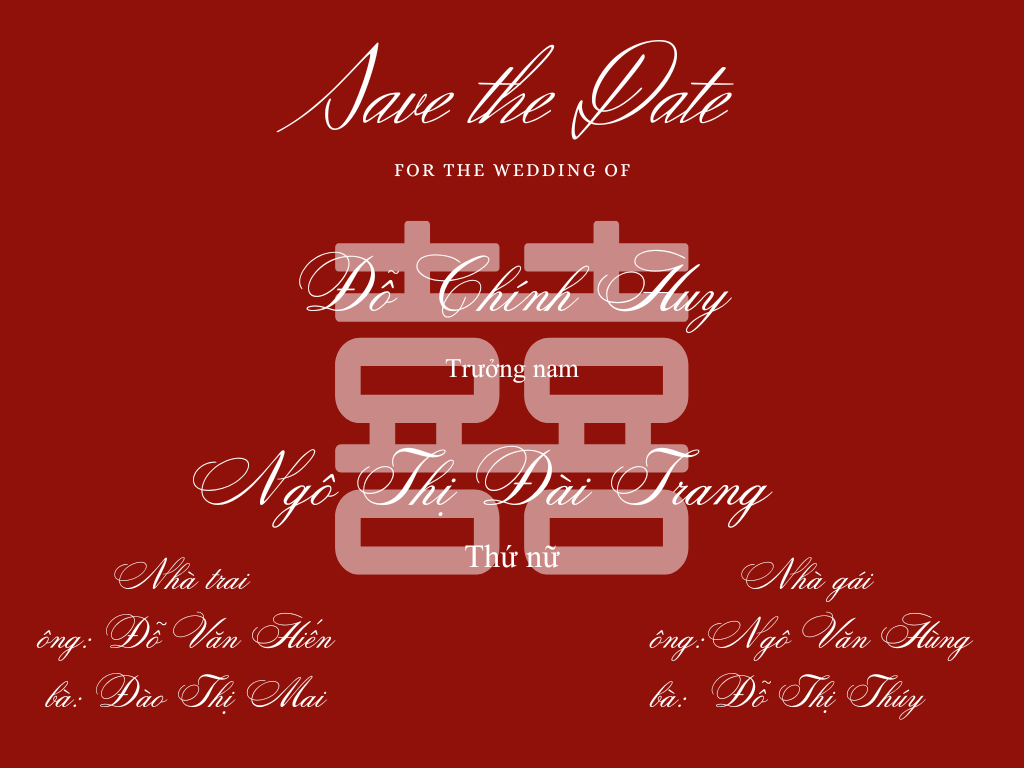 Save the Date
FOR THE WEDDING OF
囍
Đỗ Chính Huy
Trưởng nam
Ngô Thị Đài Trang
Thứ nữ
Nhà trai
ông: Đỗ Văn Hiến
bà: Đào Thị Mai
Nhà gái
ông: Ngô Văn Hùng
bà: Đỗ Thị Thúy